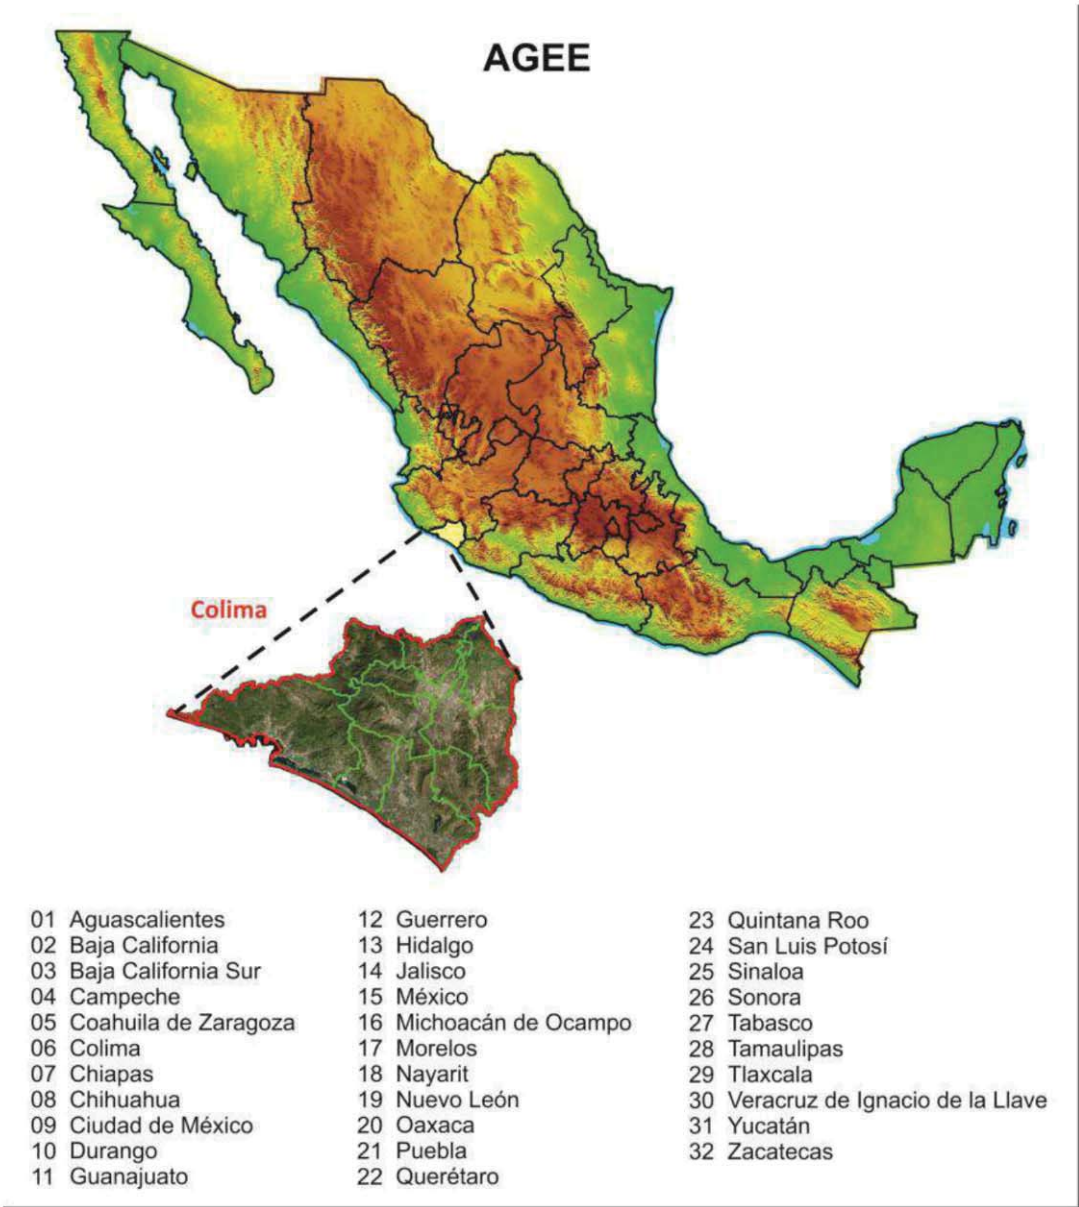 AGEE
Colima
01 Aguascalientes
02 Baja California
03 Baja California Sur
04 Campeche
05 Coahuila de Zaragoza
06 Colima
07 Chiapas
08 Chihuahua
09 Ciudad de México
10 Durango
11 Guanajuato
12 Guerrero
13 Hidalgo
14 Jalisco
15 México
16 Michoacán de Ocampo
17 Morelos
18 Nayarit
19 Nuevo León
20 Oaxaca
21 Puebla
22 Querétaro
23 Quintana Roo
24 San Luis Potosí
25 Sinaloa
26 Sonora
27 Tabasco
28 Tamaulipas
29 Tlaxcala
30 Veracruz de Ignacio de la Llave
31 Yucatán
32 Zacatecas